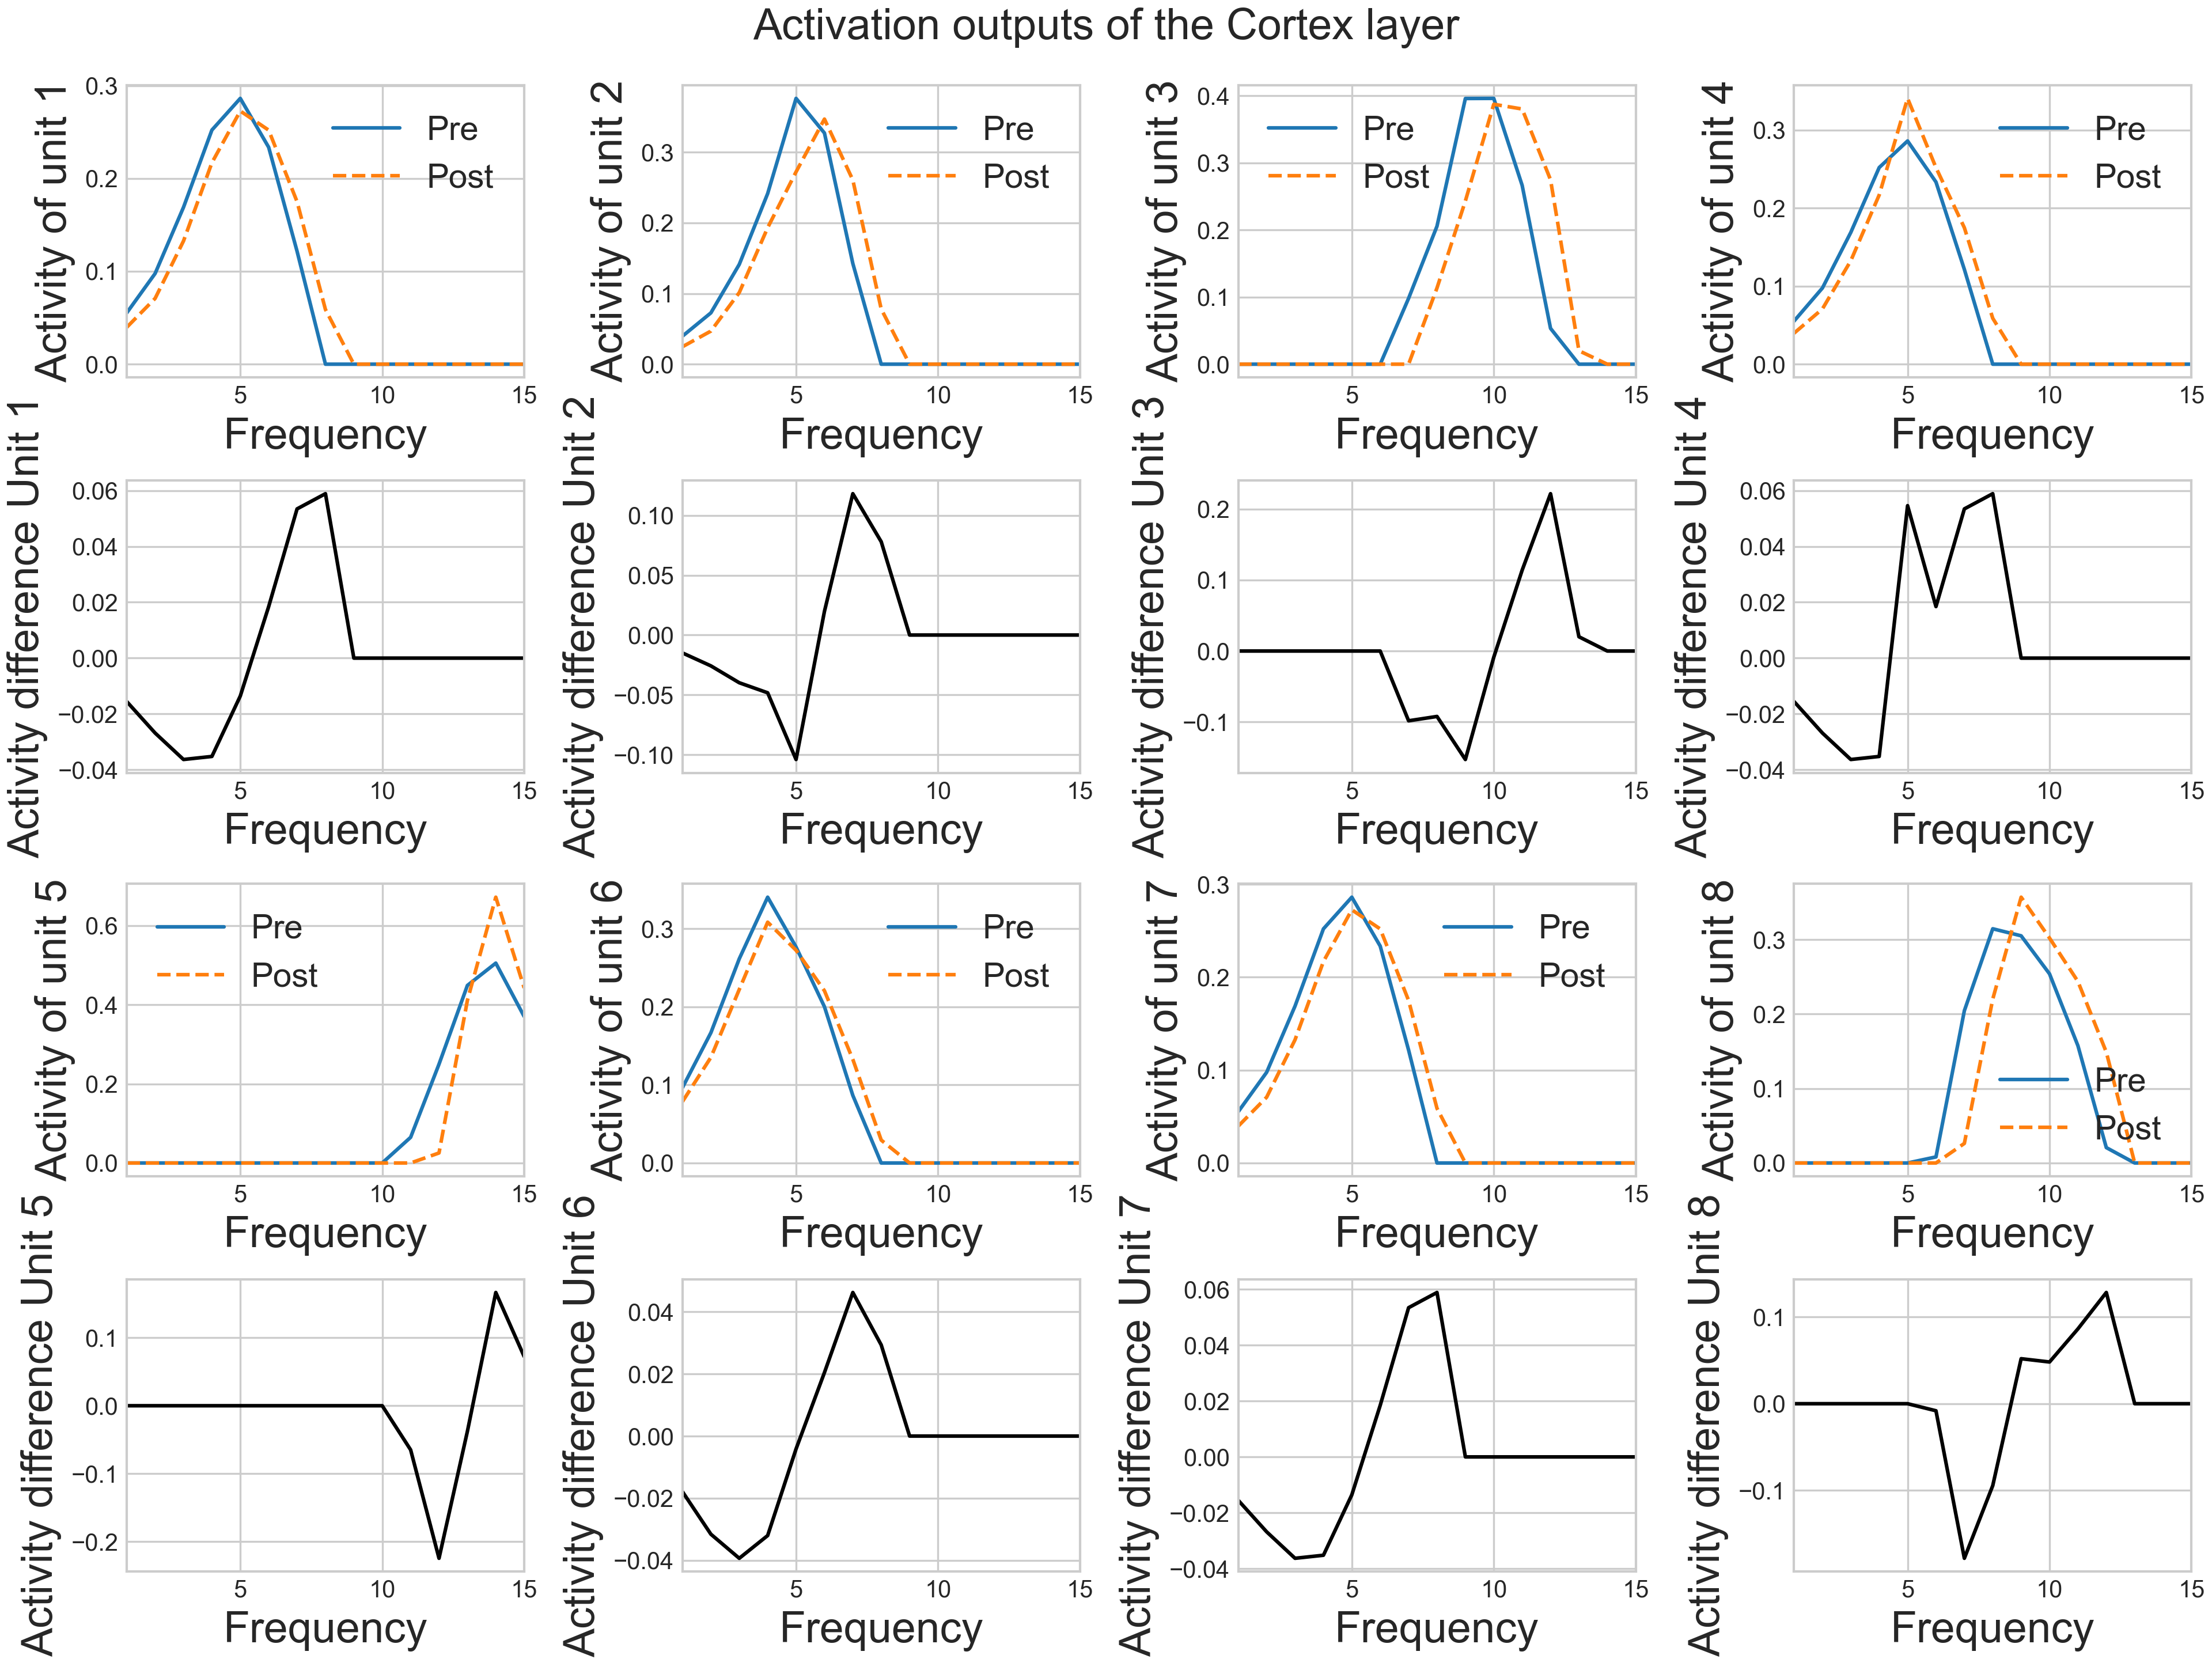 Activation outputs of the Cortex layer
Activity of unit 1
0.3
0.2
0.1
0.0
Pre
Post
5 10 15
Frequency
Activity of unit 2
0.3
0.2
0.1
0.0
Pre
Post
5 10 15
Frequency
Activity of unit 3
0.4
0.3
0.2
0.1
0.0
Pre
Post
5 10 15
Frequency
Activity of unit 4
0.3
0.2
0.1
0.0
Pre
Post
5 10 15
Frequency
Activity difference Unit 1
0.06
0.04
0.02
0.00
−0.02
−0.04
5 10 15
Frequency
Activity difference Unit 2
0.10
0.05
0.00
−0.05
−0.10
5 10 15
Frequency
Activity difference Unit 3
0.2
0.1
0.0
−0.1
5 10 15
Frequency
Activity difference Unit 4
0.06
0.04
0.02
0.00
−0.02
−0.04
5 10 15
Frequency
Activity of unit 5
0.6
0.4
0.2
0.0
Pre
Post
5 10 15
Frequency
Activity of unit 6
0.3
0.2
0.1
0.0
Pre
Post
5 10 15
Frequency
Activity of unit 7
0.3
0.2
0.1
0.0
Pre
Post
5 10 15
Frequency
Activity of unit 8
0.3
0.2
0.1
0.0
Pre
Post
5 10 15
Frequency
Activity difference Unit 5
0.1
0.0
−0.1
−0.2
5 10 15
Frequency
Activity difference Unit 6
0.04
0.02
0.00
−0.02
−0.04
5 10 15
Frequency
Activity difference Unit 7
0.06
0.04
0.02
0.00
−0.02
−0.04
5 10 15
Frequency
Activity difference Unit 8
0.1
0.0
−0.1
5 10 15
Frequency